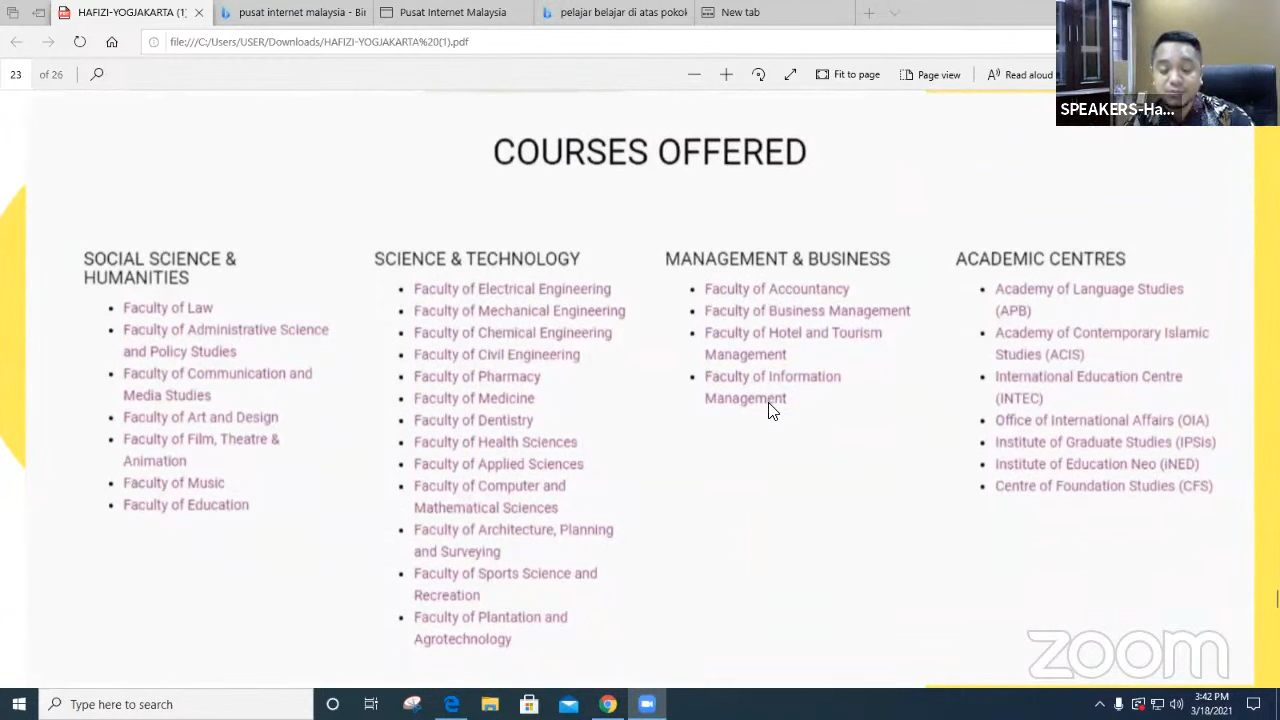 HAFIZI-YOGJAKARTA (1)
pusat internet malaysia - Bi
Pusat Internet Malaysia
pelajar belajar di atas pokok
New tab
file:///C:/Users/USER/Downloads/HAFIZI-YOGJAKARTA%20(1).pdf
23 of 26
Fit to page
Page view
Read aloud
SPEAKERS-Ha...
COURSES OFFERED
SOCIAL SCIENCE &
HUMANITIES
Faculty of Law
Faculty of Administrative Science
and Policy Studies
Faculty of Communication and
Media Studies
Faculty of Art and Design
Faculty of Film, Theatre &
Animation
Faculty of Music
Faculty of Education
SCIENCE & TECHNOLOGY
Faculty of Electrical Engineering
Faculty of Mechanical Engineering
Faculty of Chemical Engineering
Faculty of Civil Engineering
Faculty of Pharmacy
Faculty of Medicine
Faculty of Dentistry
Faculty of Health Sciences
Faculty of Applied Sciences
Faculty of Computer and
Mathematical Sciences
Faculty of Architecture, Planning
and Surveying
Faculty of Sports Science and
Recreation
Faculty of Plantation and
Agrotechnology
MANAGEMENT & BUSINESS
Faculty of Accountancy
Faculty of Business Management
Faculty of Hotel and Tourism
Management
Faculty of Information
Management
ACADEMIC CENTRES
Academy of Language Studies
(APB)
Academy of Contemporary Islamic
Studies (ACIS)
International Education Centre
(INTEC)
Office of International Affairs (OIA)
Institute of Graduate Studies (IPSis)
Institute of Education Neo (iNED)
Centre of Foundation Studies (CFS)
zoom
Type here to search
3:42 PM
3/18/2021